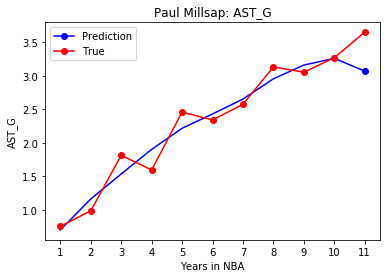 Paul Millsap: AST_G
Prediction
True
AST_G
3.5
3.0
2.5
2.0
1.5
1.0
1 2 3 4 5 6 7 8 9 10 11
Years in NBA